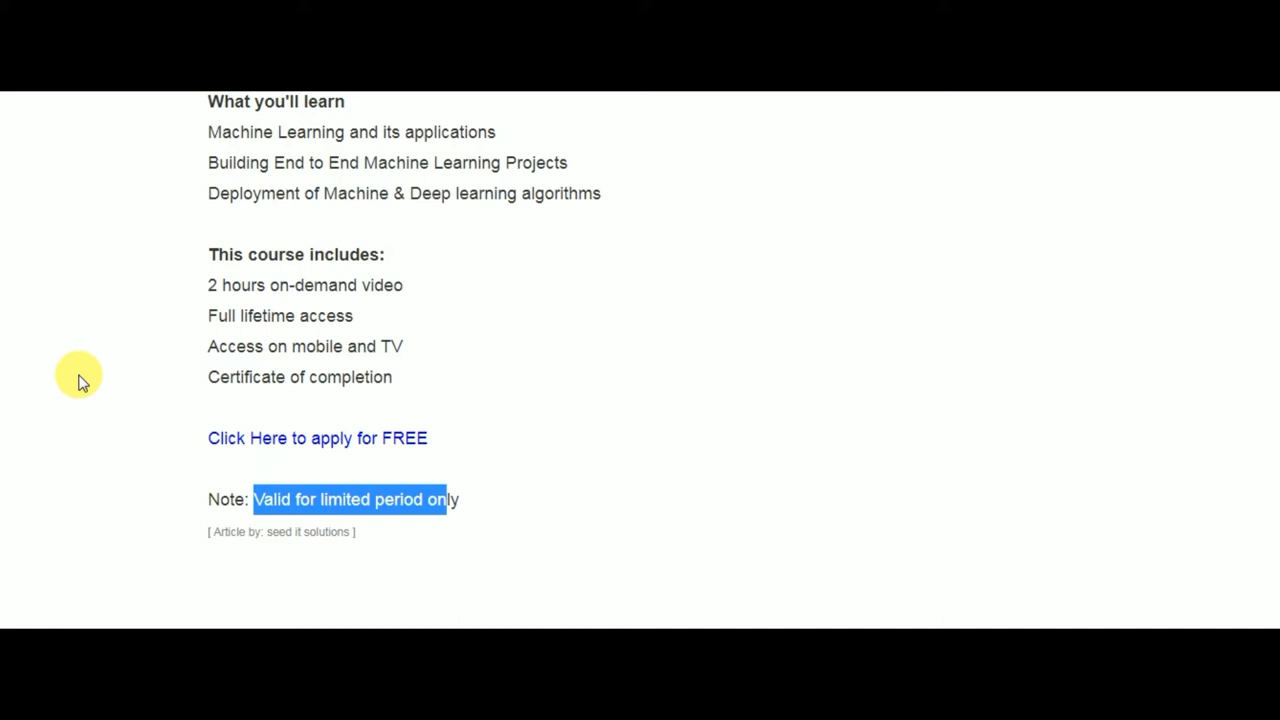 What you'll learn
Machine Learning and its applications
Building End to End Machine Learning Projects
Deployment of Machine & Deep learning algorithms
This course includes:
2 hours on-demand video
Full lifetime access
Access on mobile and TV
Certificate of completion
Click Here to apply for FREE
Note: Valid for limited period only
[ Article by: seed it solutions ]